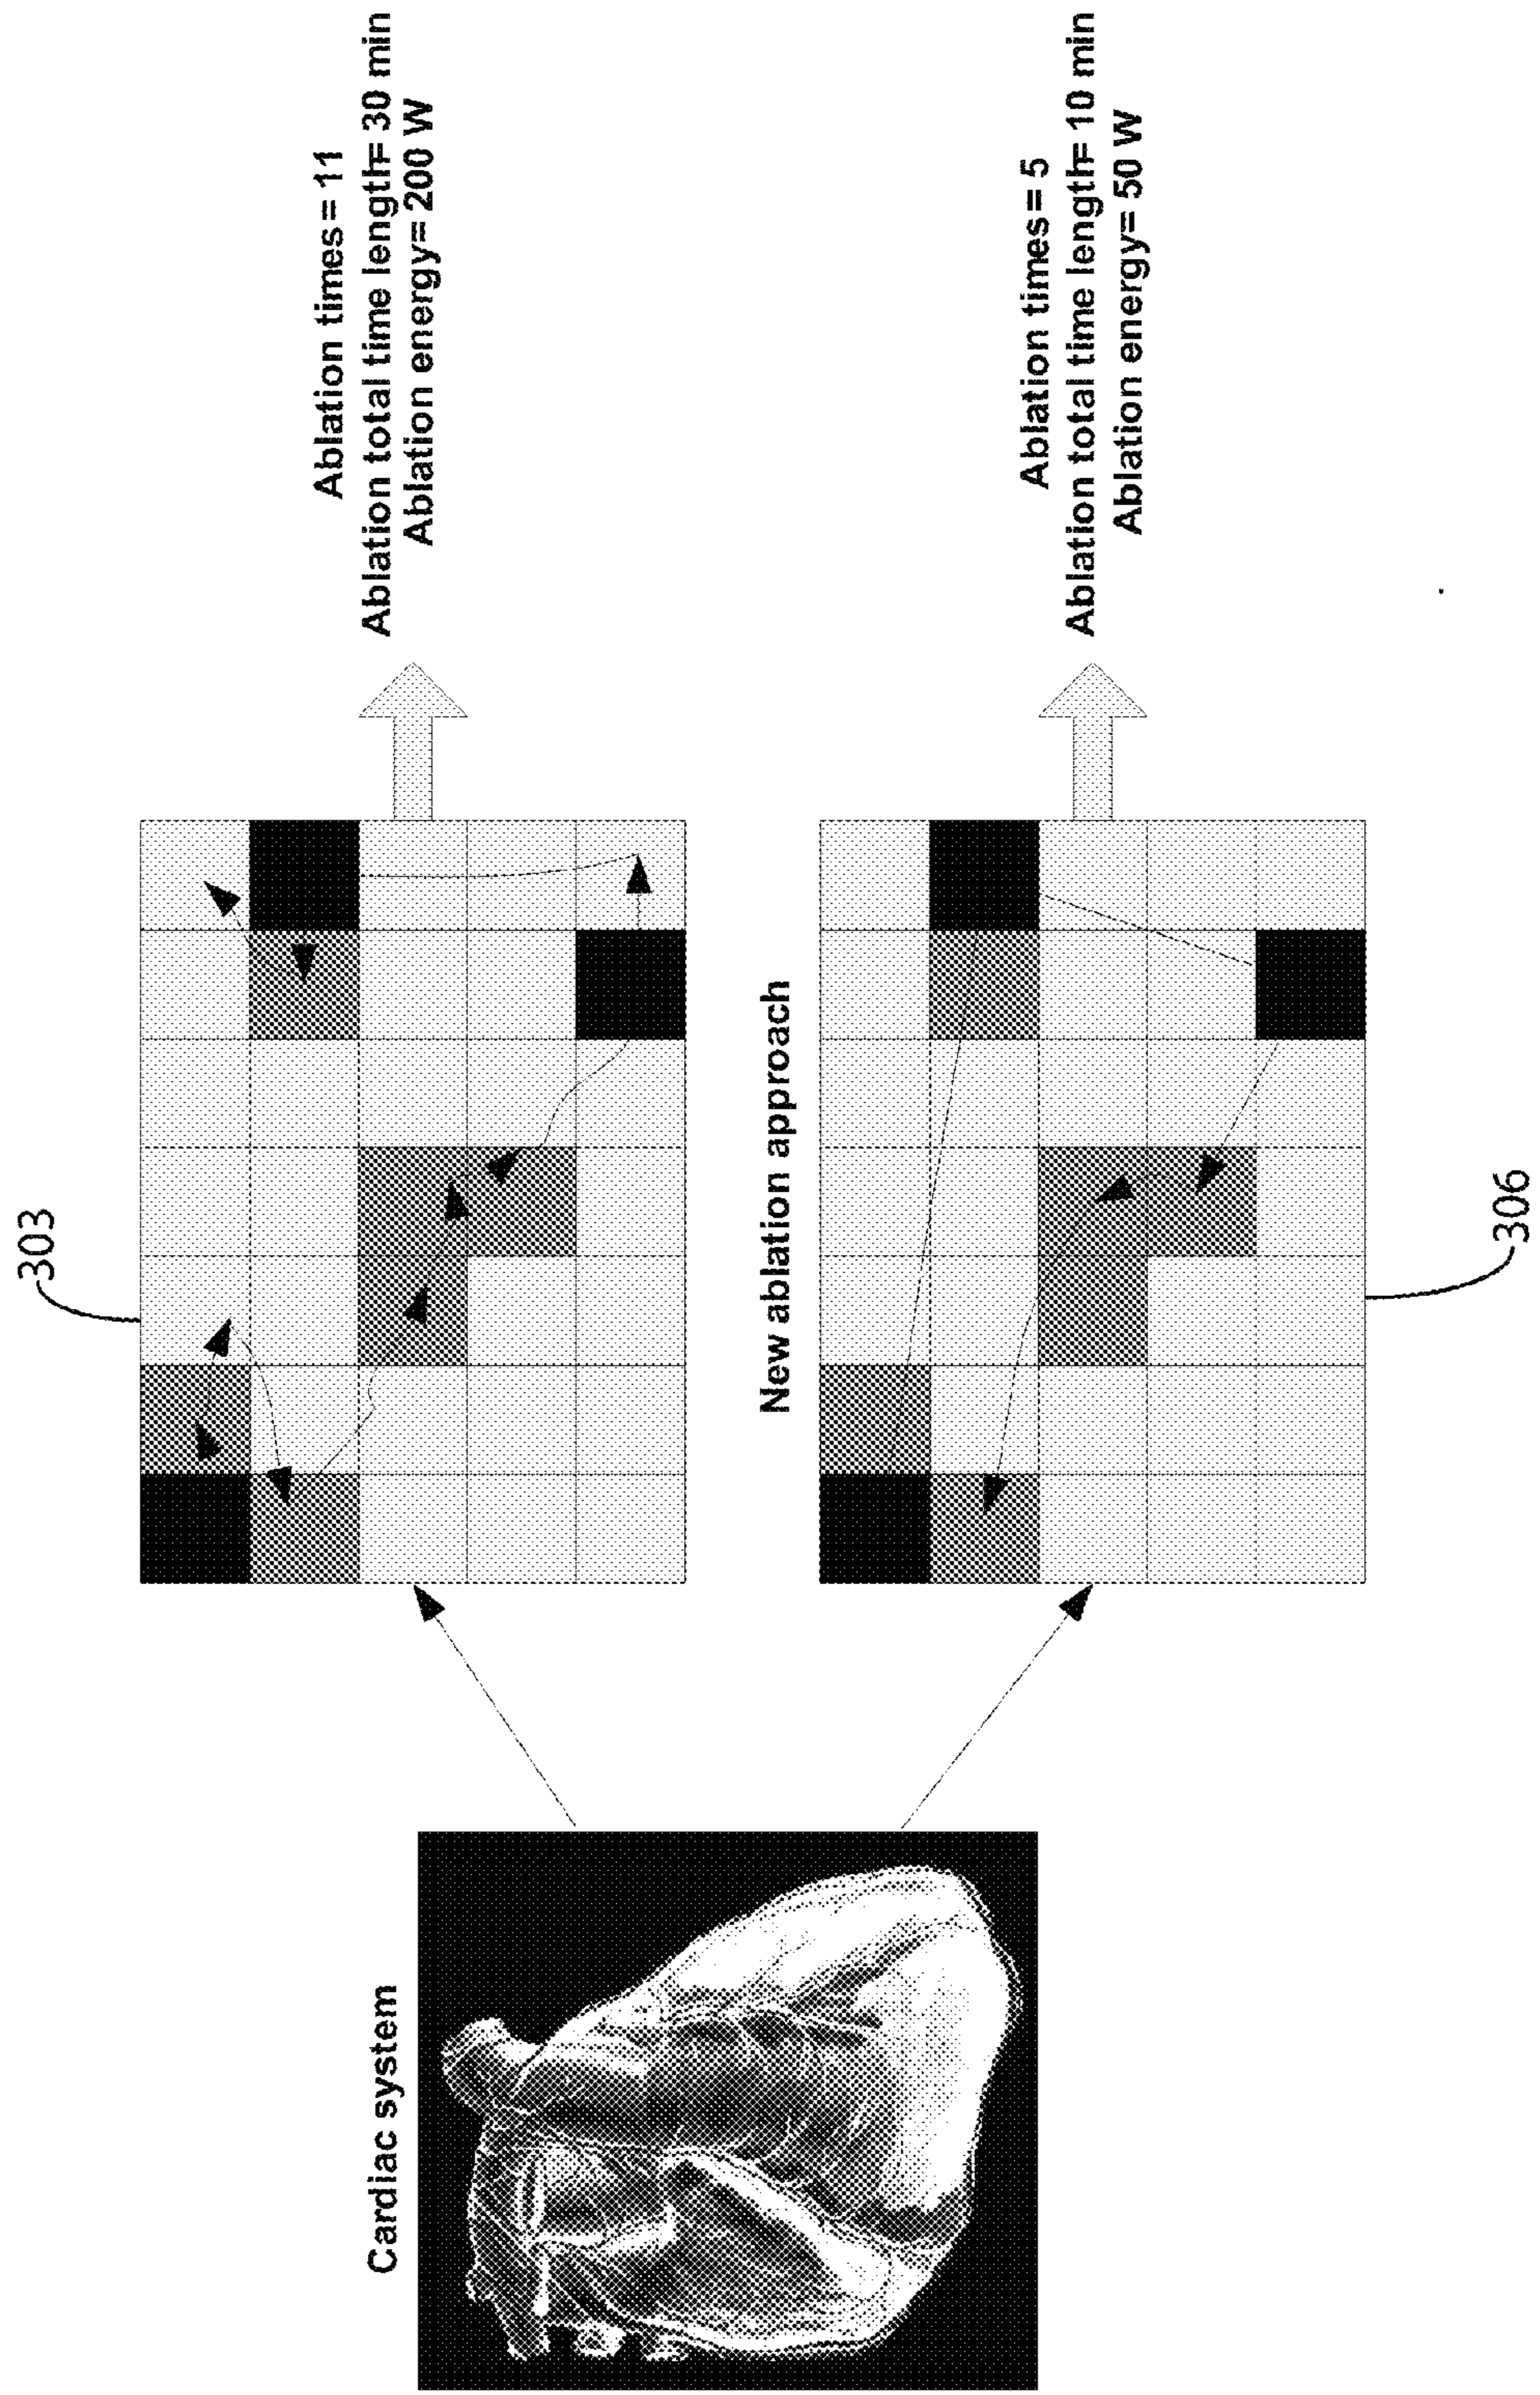 303
Cardiac system
Ablation times= 11
Ablation total time length= 30 min
Ablation energy= 200 W
New ablation approach
Ablation times= 5
Ablation total time length= 10 min
Ablation energy= 50 W
306